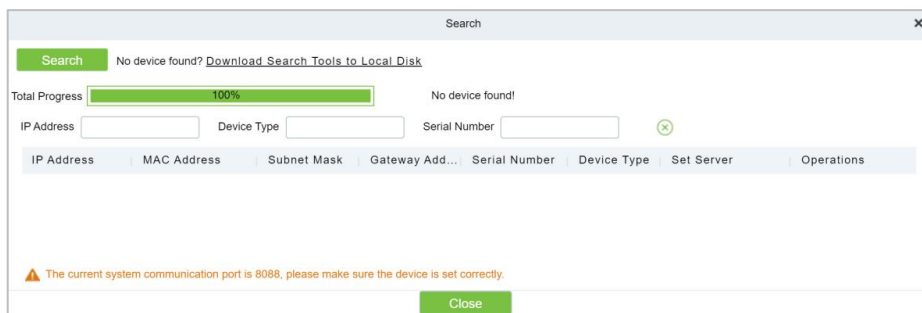 Search
Search No device found? Download Search Tools to Local Disk
Total Progress 100% No device found!
IP Address Device Type Serial Number
IP Address MAC Address Subnet Mask Gateway Add... Serial Number Device Type Set Server Operations
The current system communication port is 8088, please make sure the device is set correctly.
Close